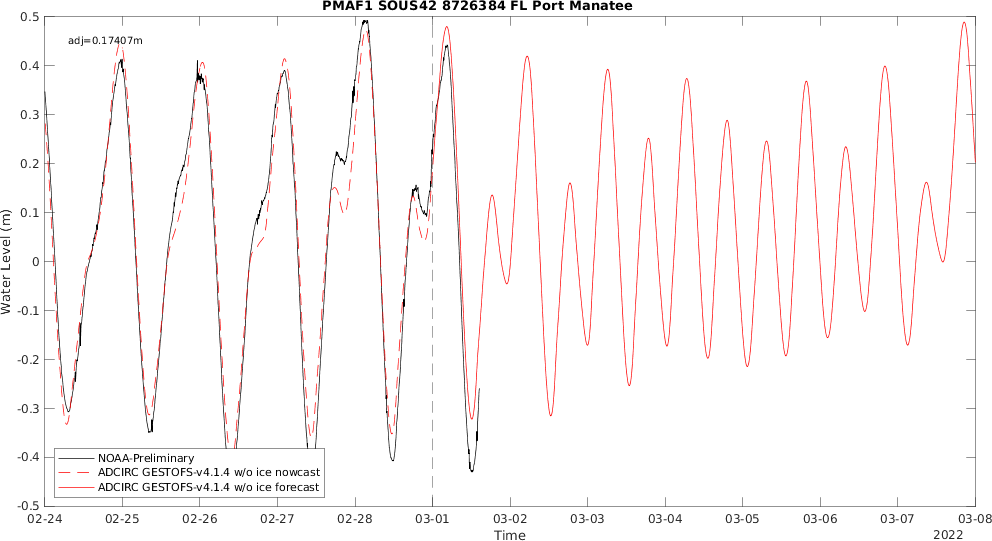 PMAF1 SOUS42 8726384 FL Port Manatee
adj=0.17407m
0.5
0.4
0.3
0.2
0.1
0
-0.1
-0.2
-0.3
-0.4
-0.5
Water Level (m)
NOAA-Preliminary
ADCIRC GESTOFS-v4.1.4 w/o ice nowcast
ADCIRC GESTOFS-v4.1.4 w/o ice forecast
02-24 02-25 02-26 02-27 02-28 03-01 03-02 03-03 03-04 03-05 03-06 03-07 03-08
Time
2022